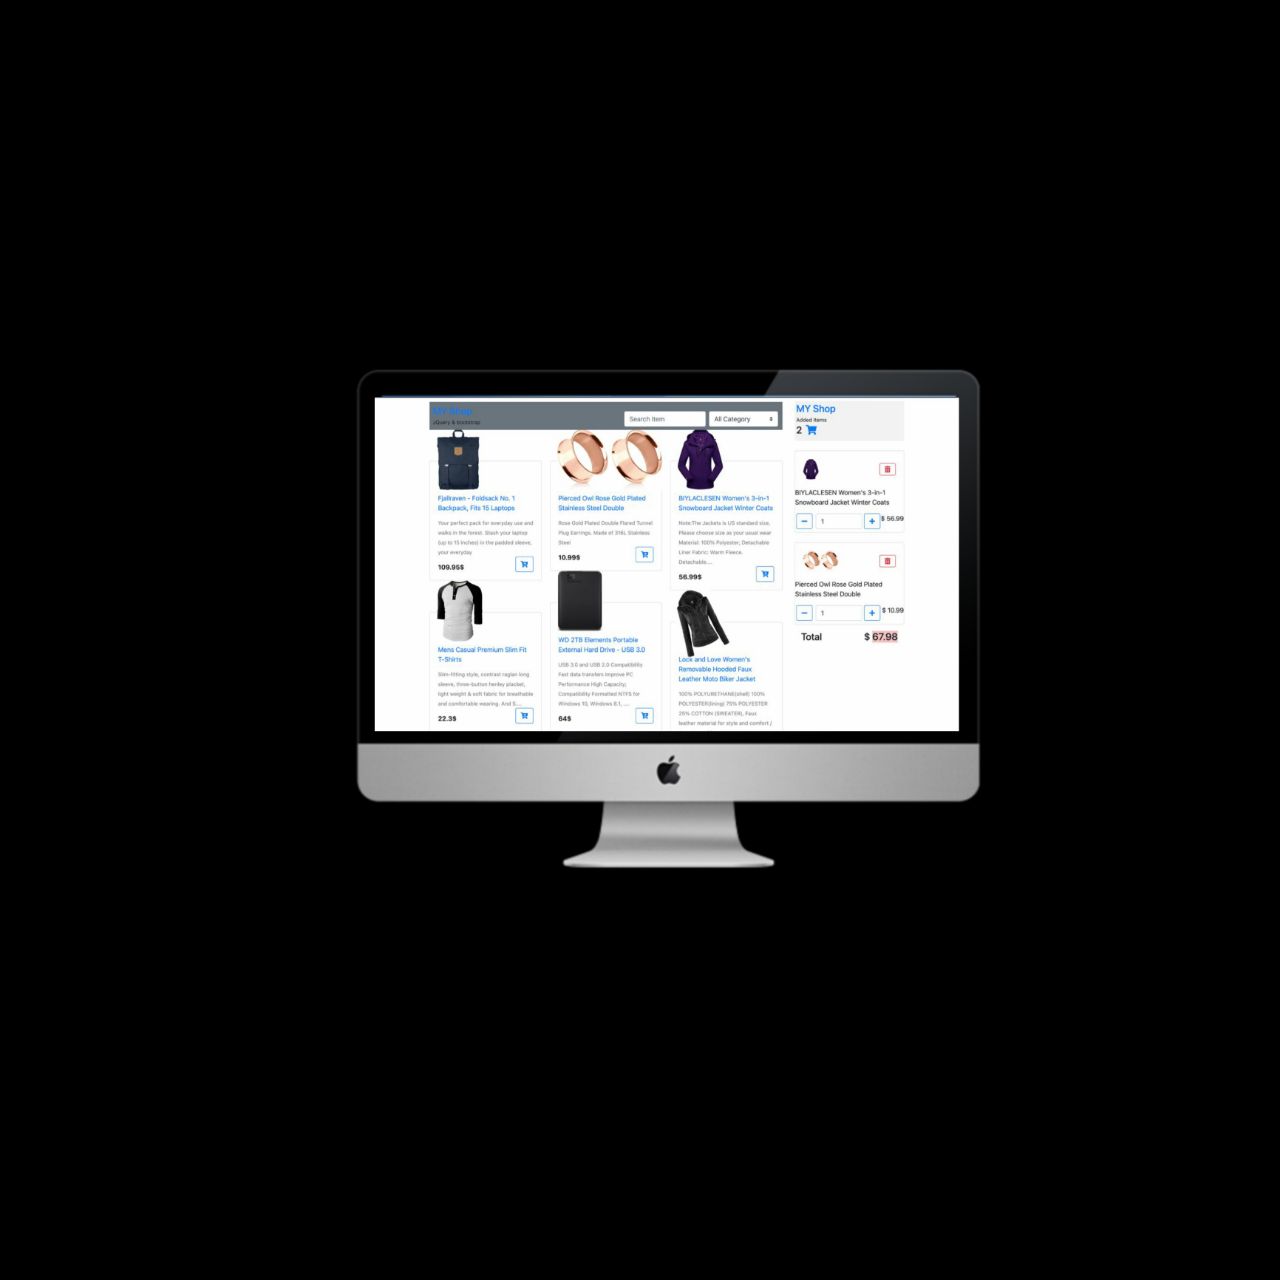 MY Shop
jQuery & bootstrap
Search Item
All Category
Fjallraven - Foldsack No. 1
Backpack, Fits 15 Laptops
Your perfect pack for everyday use and
walks in the forest. Stash your laptop
(up to 15 inches) in the padded sleeve,
your everyday
109.95$
Pierced Owl Rose Gold Plated
Stainless Steel Double
Rose Gold Plated Double Flared Tunnel
Plug Earrings. Made of 316L Stainless
Steel
10.99$
BIYLACLESEN Women's 3-in-1
Snowboard Jacket Winter Coats
Note:The Jackets is US standard size,
Please choose size as your usual wear
Material: 100% Polyester; Detachable
Liner Fabric: Warm Fleece.
Detachable....
56.99$
Mens Casual Premium Slim Fit
T-Shirts
Slim-fitting style, contrast raglan long
sleeve, three-button henley placket,
light weight & soft fabric for breathable
and comfortable wearing. And S....
22.3$
WD 2TB Elements Portable
External Hard Drive - USB 3.0
USB 3.0 and USB 2.0 Compatibility
Fast data transfers Improve PC
Performance High Capacity;
Compatibility Formatted NTFS for
Windows 10, Windows 8.1, ....
64$
Lock and Love Women's
Removable Hooded Faux
Leather Moto Biker Jacket
100% POLYURETHANE(shell) 100%
POLYESTER(lining) 75% POLYESTER
25% COTTON (SWEATER), Faux
leather material for style and comfort /
MY Shop
Added Items
2
BIYLACLESEN Women's 3-in-1
Snowboard Jacket Winter Coats
1
$ 56.99
Pierced Owl Rose Gold Plated
Stainless Steel Double
1
$ 10.99
Total $ 67.98